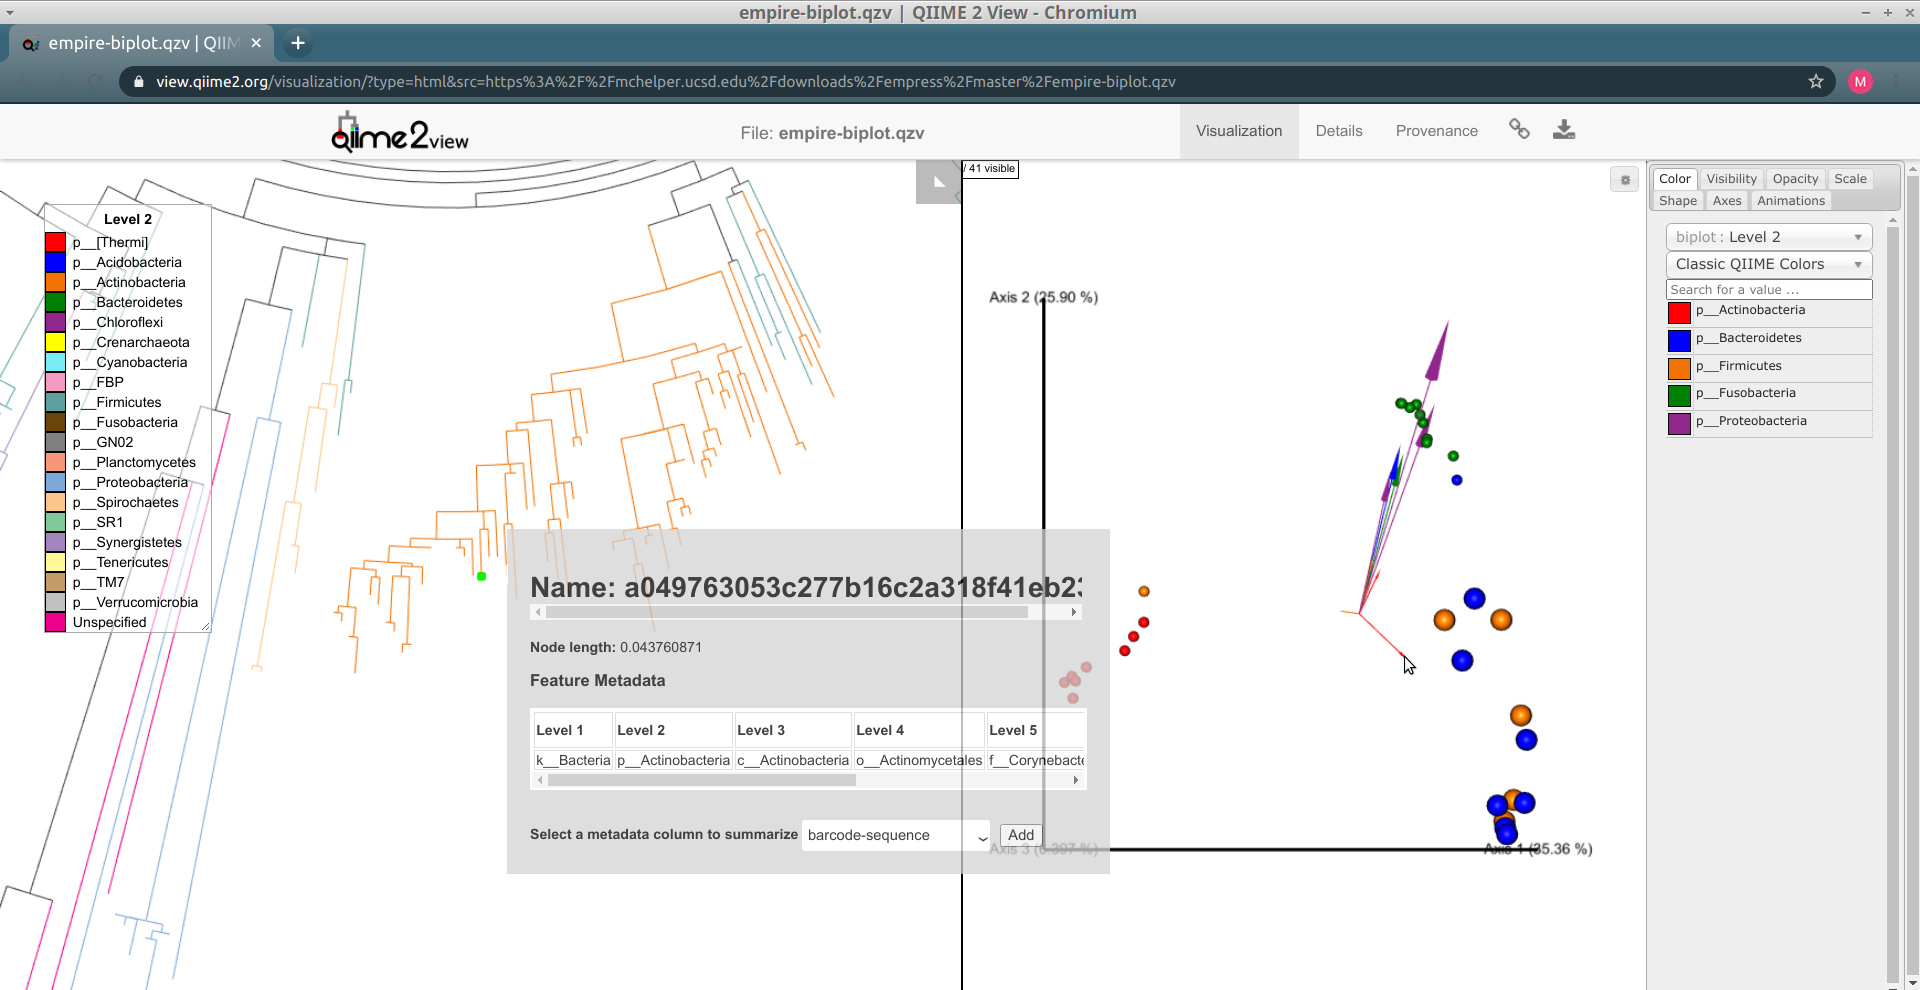 empire-biplot.qzv | QIIME 2 View - Chromium
empire-biplot.qzv | QIIM
view.qiime2.org/visualization/?type=html&src=https%3A%2F%2Fmchelper.ucsd.edu%2Fdownloads%2Fempress%2Fmaster%2Fempire-biplot.qzv
M
qiime2view
File: empire-biplot.qzv
Visualization
Details
Provenance
Level 2
p__[Thermi]
p__Acidobacteria
p__Actinobacteria
p__Bacteroidetes
p__Chloroflexi
p__Crenarchaeota
p__Cyanobacteria
p__FBP
p__Firmicutes
p__Fusobacteria
p__GN02
p__Planctomycetes
p__Proteobacteria
p__Spirochaetes
p__SR1
p__Synergistetes
p__Tenericutes
p__TM7
p__Verrucomicrobia
Unspecified
/ 41 visible
Axis 2 (25.90 %)
Axis 3 (6.397 %)
Axis 1 (35.36 %)
Name: a049763053c277b16c2a318f41eb23
Node length: 0.043760871
Feature Metadata
Level 1 Level 2 Level 3 Level 4 Level 5
k__Bacteria p__Actinobacteria c__Actinobacteria o__Actinomycetales f__Corynebacte
Select a metadata column to summarize barcode-sequence Add
Color Visibility Opacity Scale
Shape Axes Animations
biplot : Level 2
Classic QIIME Colors
Search for a value ...
p__Actinobacteria
p__Bacteroidetes
p__Firmicutes
p__Fusobacteria
p__Proteobacteria